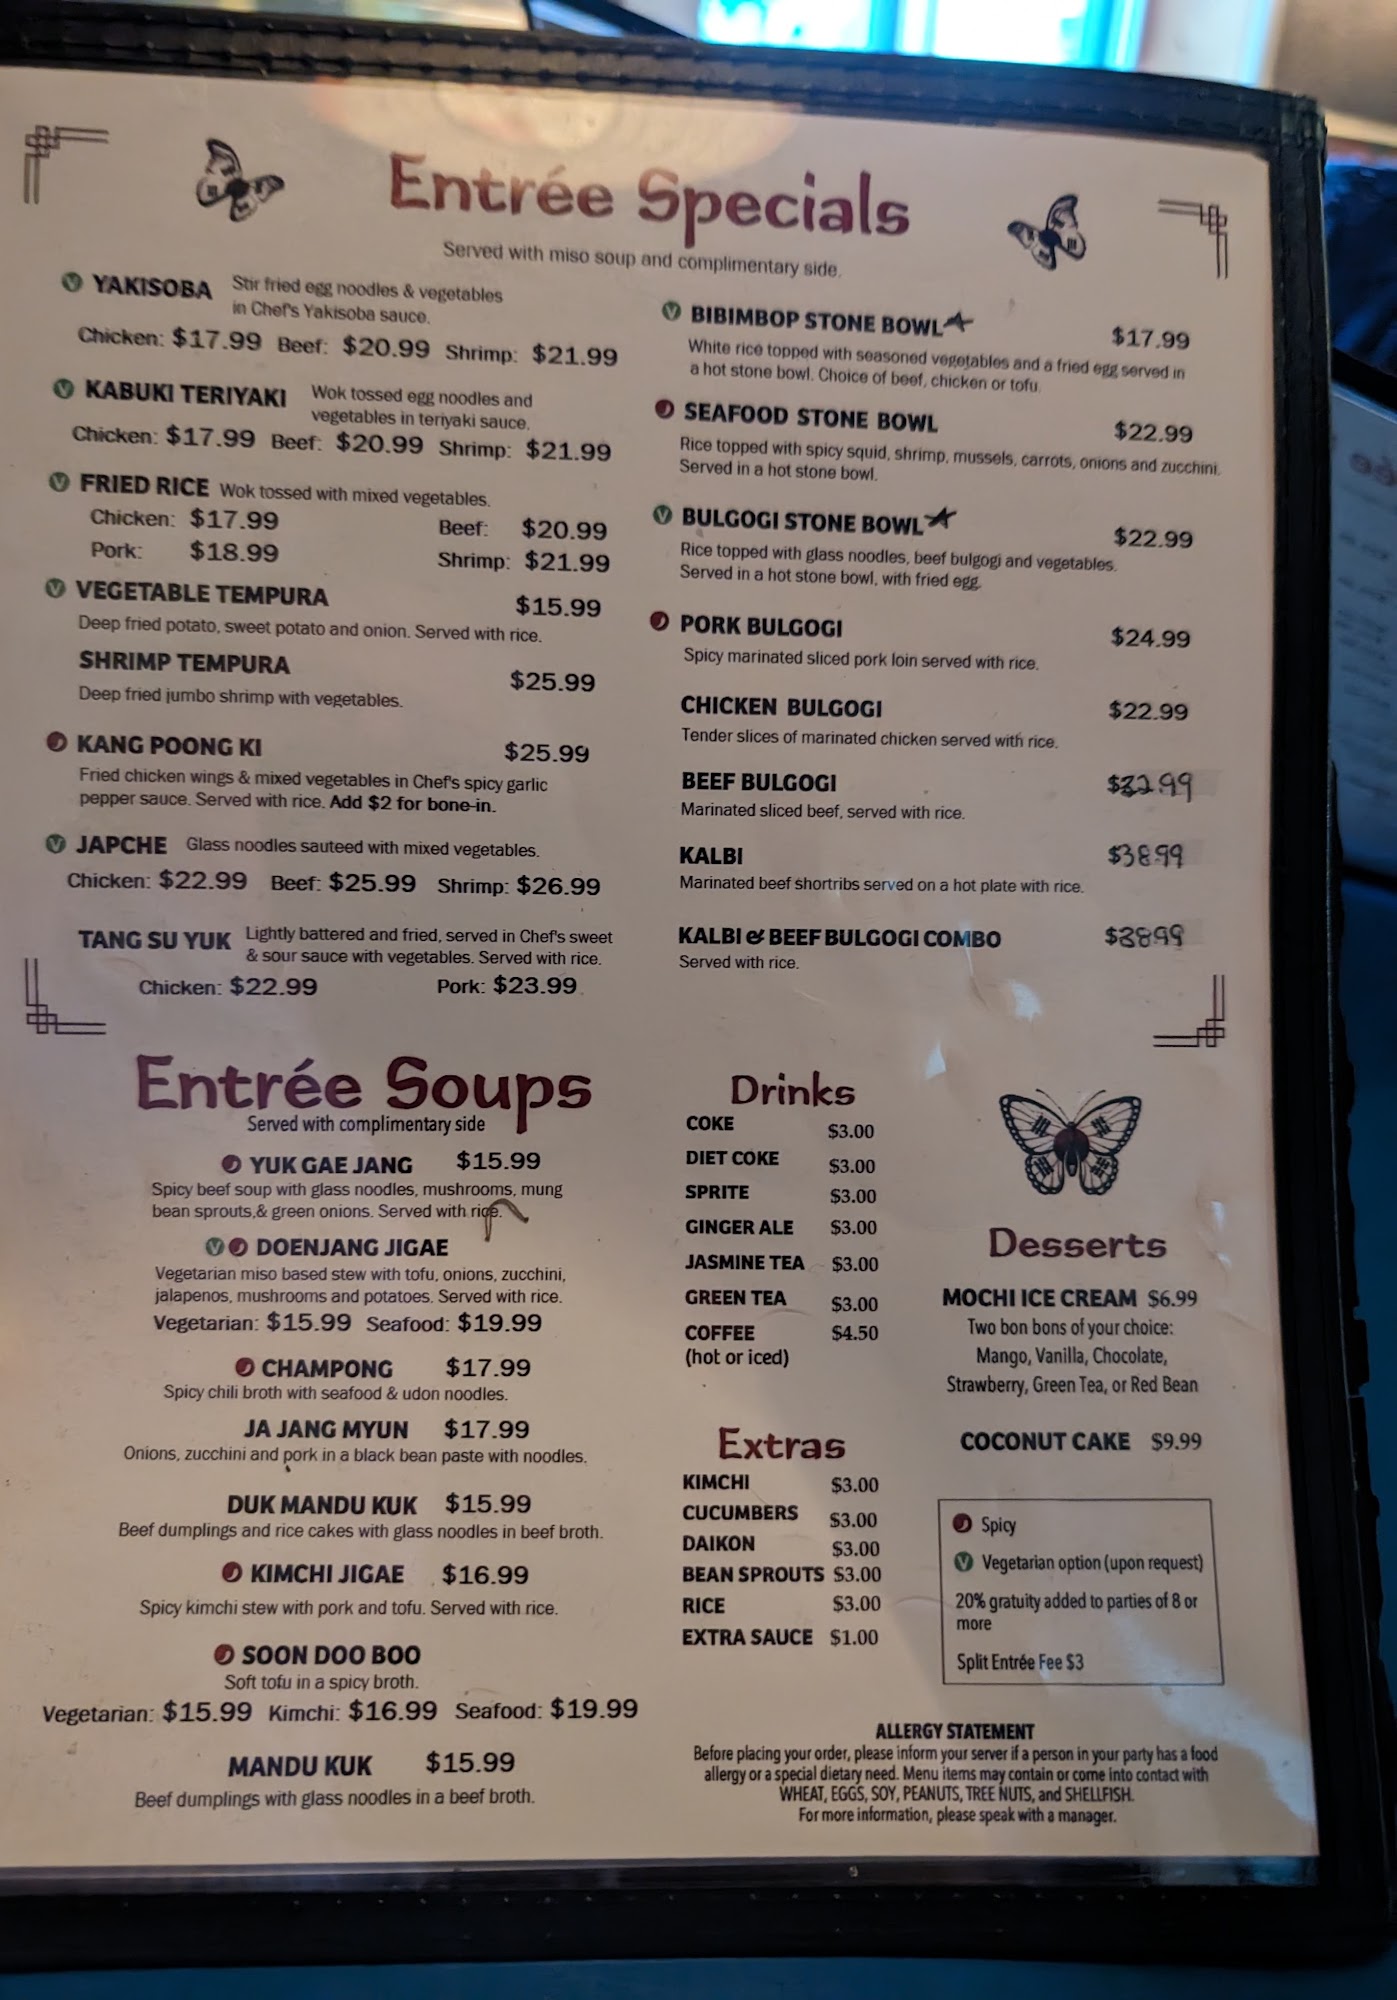 Entrée Specials
Served with miso soup and complimentary side.
YAKISOBA Stir fried egg noodles & vegetables
in Chef's Yakisoba sauce.
Chicken: $17.99 Beef: $20.99 Shrimp: $21.99
V KABUKI TERIYAKI Wok tossed egg noodles and
vegetables in teriyaki sauce.
Chicken: $17.99 Beef: $20.99 Shrimp: $21.99
V FRIED RICE Wok tossed with mixed vegetables.
Chicken: $17.99 Beef: $20.99
Pork: $18.99 Shrimp: $21.99
V VEGETABLE TEMPURA $15.99
Deep fried potato, sweet potato and onion. Served with rice.
SHRIMP TEMPURA $25.99
Deep fried jumbo shrimp with vegetables.
KANG POONG KI $25.99
Fried chicken wings & mixed vegetables in Chef's spicy garlic
pepper sauce. Served with rice. Add $2 for bone-in.
V JAPCHE Glass noodles sauteed with mixed vegetables.
Chicken: $22.99 Beef: $25.99 Shrimp: $26.99
TANG SU YUK Lightly battered and fried, served in Chef's sweet
& sour sauce with vegetables. Served with rice.
Chicken: $22.99 Pork: $23.99
V BIBIMBOP STONE BOWL $17.99
White rice topped with seasoned vegetables and a fried egg served in
a hot stone bowl. Choice of beef, chicken or tofu.
SEAFOOD STONE BOWL $22.99
Rice topped with spicy squid, shrimp, mussels, carrots, onions and zucchini.
Served in a hot stone bowl.
V BULGOGI STONE BOWL $22.99
Rice topped with glass noodles, beef bulgogi and vegetables.
Served in a hot stone bowl, with fried egg.
PORK BULGOGI $24.99
Spicy marinated sliced pork loin served with rice.
CHICKEN BULGOGI $22.99
Tender slices of marinated chicken served with rice.
BEEF BULGOGI $32.99
Marinated sliced beef, served with rice.
KALBI $38.99
Marinated beef shortribs served on a hot plate with rice.
KALBI & BEEF BULGOGI COMBO $38.99
Served with rice.
Entrée Soups
Served with complimentary side
YUK GAE JANG $15.99
Spicy beef soup with glass noodles, mushrooms, mung
bean sprouts,& green onions. Served with rice.
V DOENJANG JIGAE
Vegetarian miso based stew with tofu, onions, zucchini,
jalapenos, mushrooms and potatoes. Served with rice.
Vegetarian: $15.99 Seafood: $19.99
CHAMPONG $17.99
Spicy chili broth with seafood & udon noodles.
JA JANG MYUN $17.99
Onions, zucchini and pork in a black bean paste with noodles.
DUK MANDU KUK $15.99
Beef dumplings and rice cakes with glass noodles in beef broth.
KIMCHI JIGAE $16.99
Spicy kimchi stew with pork and tofu. Served with rice.
SOON DOO BOO
Soft tofu in a spicy broth.
Vegetarian: $15.99 Kimchi: $16.99 Seafood: $19.99
MANDU KUK $15.99
Beef dumplings with glass noodles in a beef broth.
Drinks
COKE $3.00
DIET COKE $3.00
SPRITE $3.00
GINGER ALE $3.00
JASMINE TEA $3.00
GREEN TEA $3.00
COFFEE $4.50
(hot or iced)
Extras
KIMCHI $3.00
CUCUMBERS $3.00
DAIKON $3.00
BEAN SPROUTS $3.00
RICE $3.00
EXTRA SAUCE $1.00
Desserts
MOCHI ICE CREAM $6.99
Two bon bons of your choice:
Mango, Vanilla, Chocolate,
Strawberry, Green Tea, or Red Bean
COCONUT CAKE $9.99
Spicy
V Vegetarian option (upon request)
20% gratuity added to parties of 8 or
more
Split Entrée Fee $3
ALLERGY STATEMENT
Before placing your order, please inform your server if a person in your party has a food
allergy or a special dietary need. Menu items may contain or come into contact with
WHEAT, EGGS, SOY, PEANUTS, TREE NUTS, and SHELLFISH.
For more information, please speak with a manager.
9